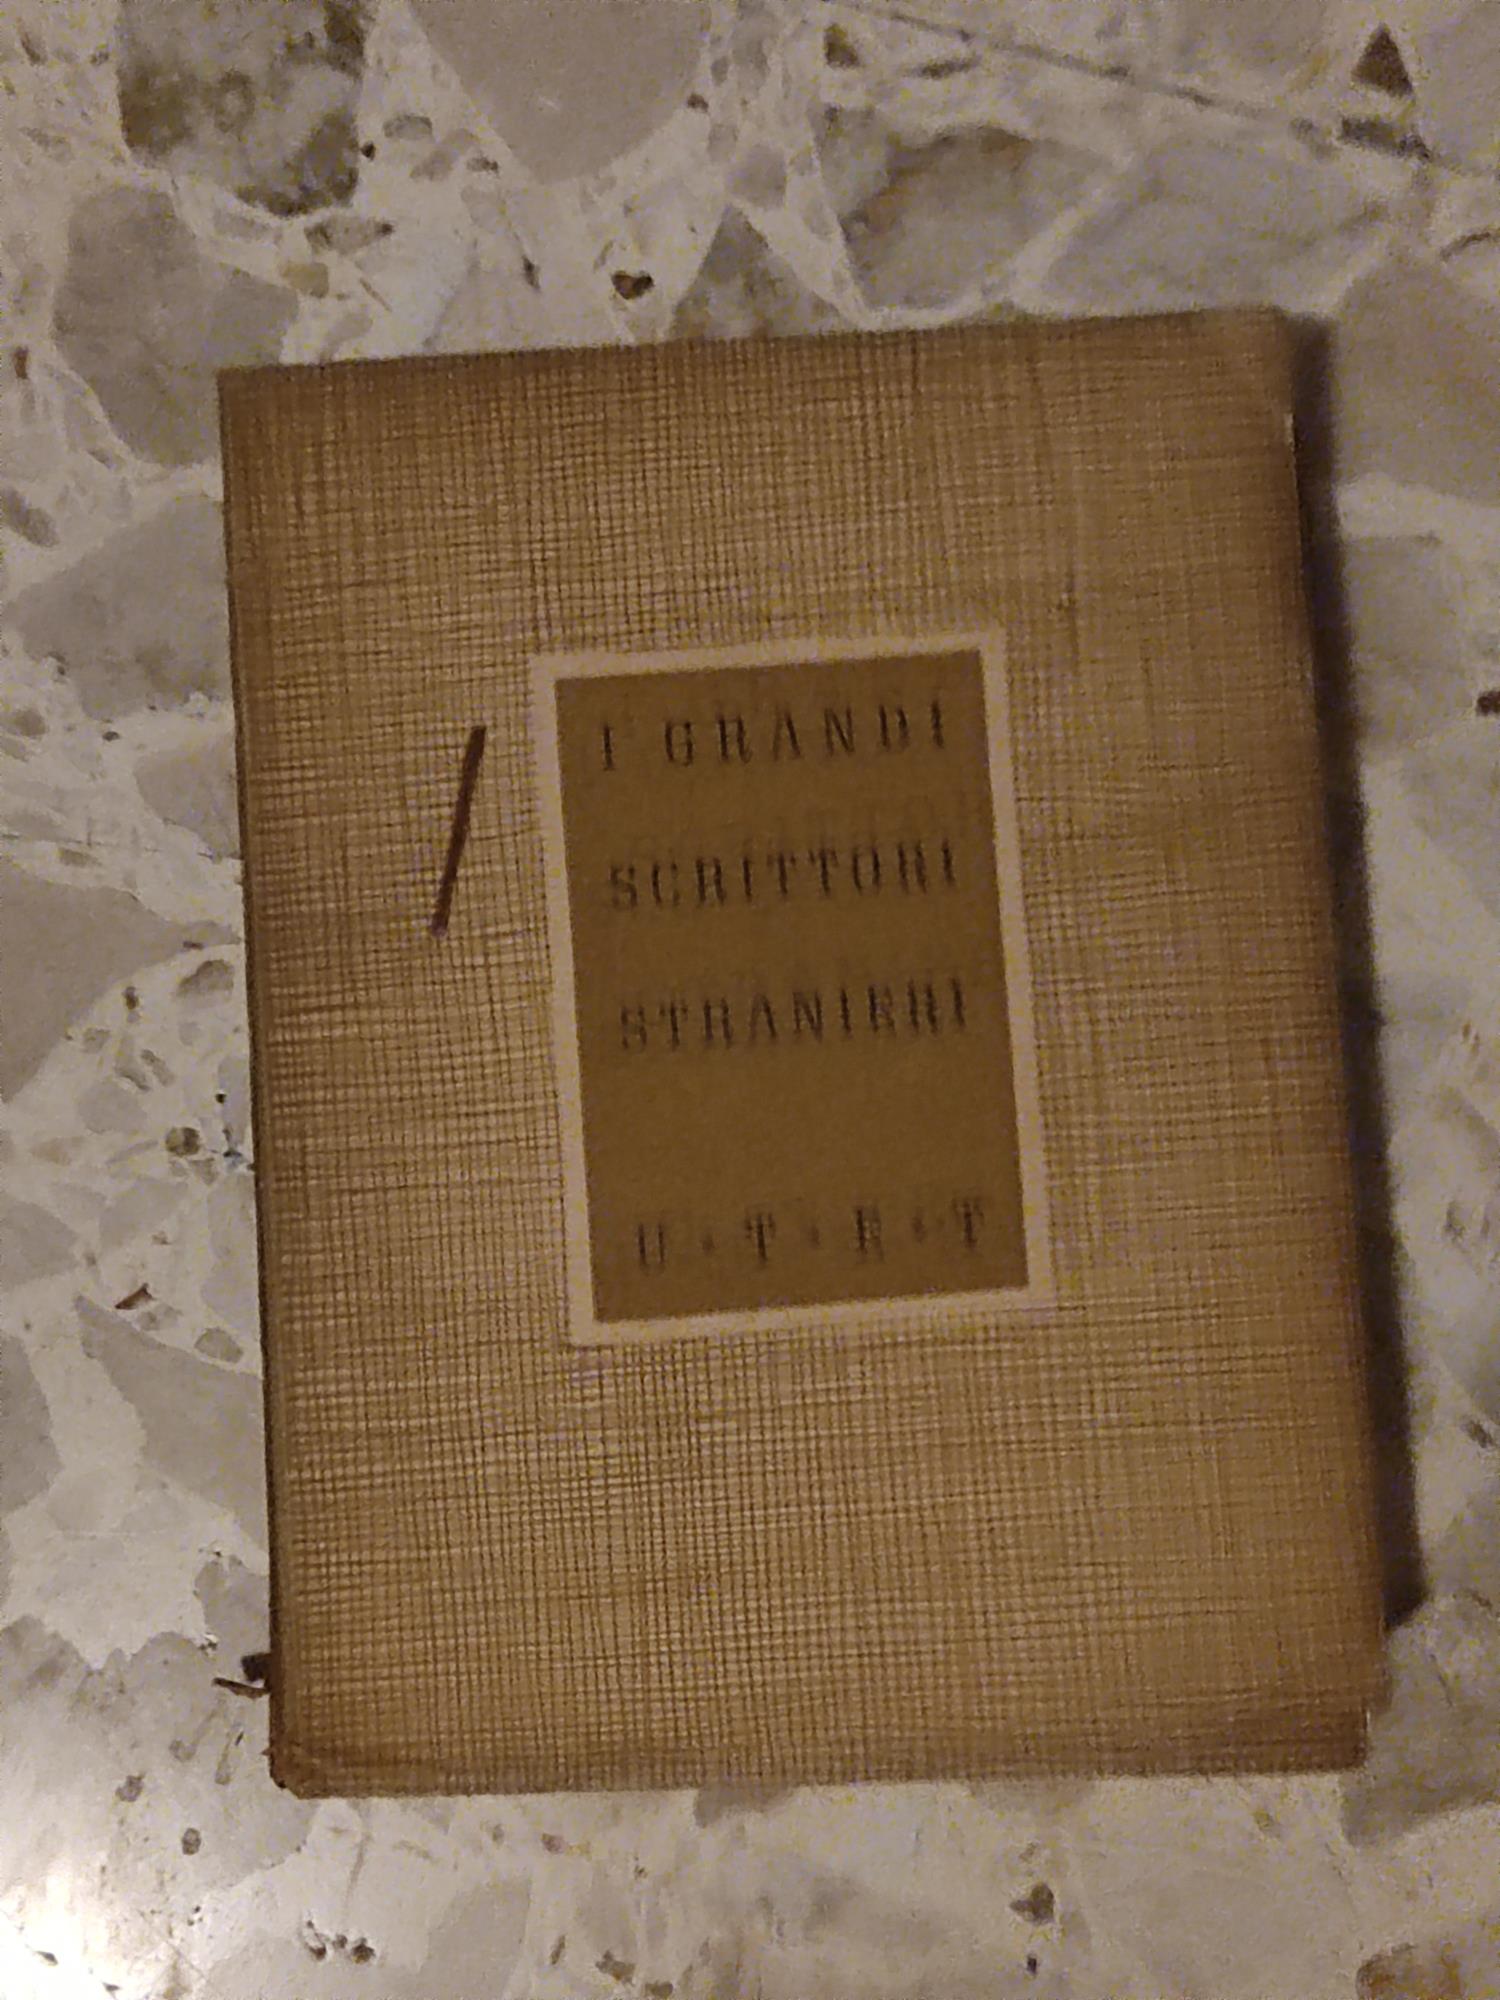 I GRANDI
SCRITTORI
STRANIERI
U·T·E·T